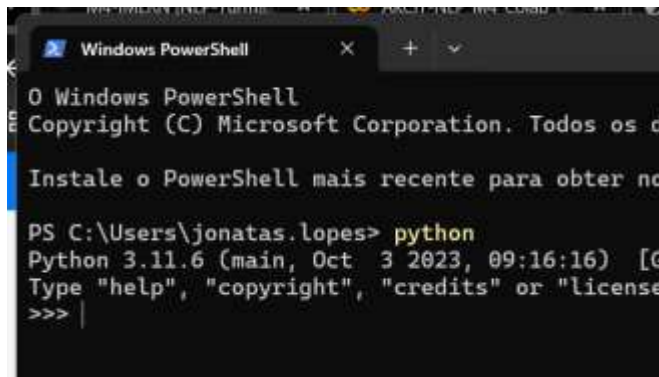 Windows PowerShell
O Windows PowerShell
Copyright (C) Microsoft Corporation. Todos os
Instale o PowerShell mais recente para obter
PS C:\Users\jonatas.lopes> python
Python 3.11.6 (main, Oct  3 2023, 09:16:16)  [
Type "help", "copyright", "credits" or "license
>>>